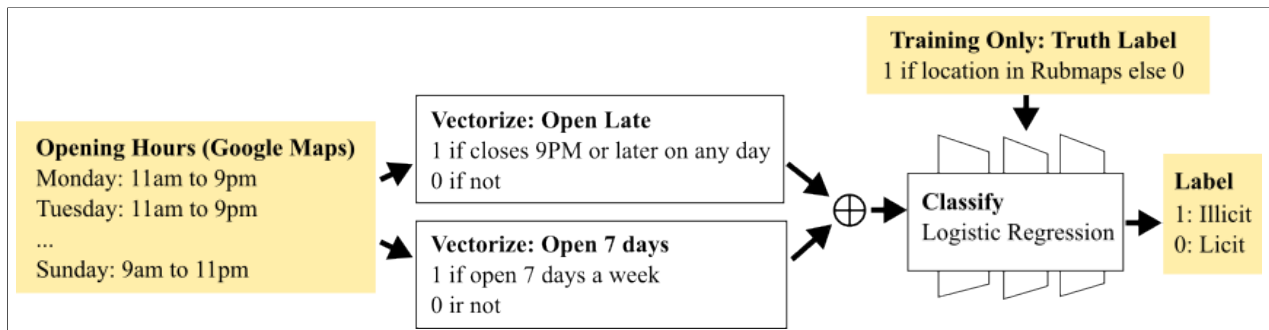 Training Only: Truth Label
1 if location in Rubmaps else 0
Opening Hours (Google Maps)
Monday: 11am to 9pm
Tuesday: 11am to 9pm
...
Sunday: 9am to 11pm
Vectorize: Open Late
1 if closes 9PM or later on any day
0 if not
Vectorize: Open 7 days
1 if open 7 days a week
0 ir not
Classify
Logistic Regression
Label
1: Illicit
0: Licit